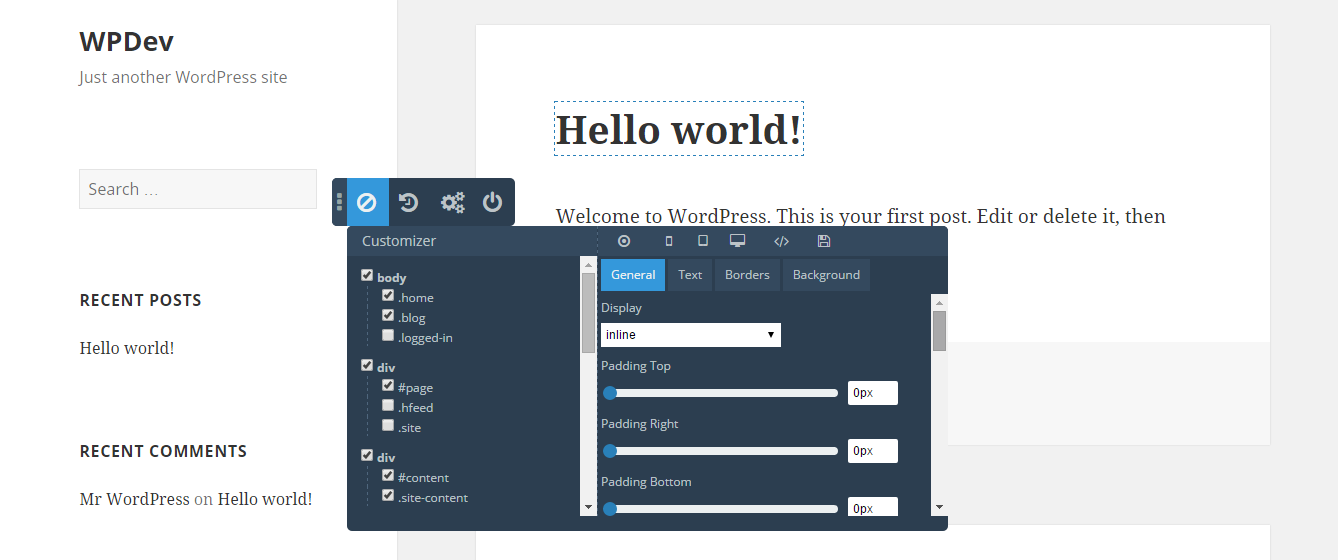 WPDev
Just another WordPress site
Search …
RECENT POSTS
Hello world!
RECENT COMMENTS
Mr WordPress on Hello world!
Hello world!
Welcome to WordPress. This is your first post. Edit or delete it, then
Customizer
body
.home
.blog
.logged-in
div
#page
.hfeed
.site
div
#content
.site-content
General Text Borders Background
Display
inline
Padding Top
0px
Padding Right
0px
Padding Bottom
0px